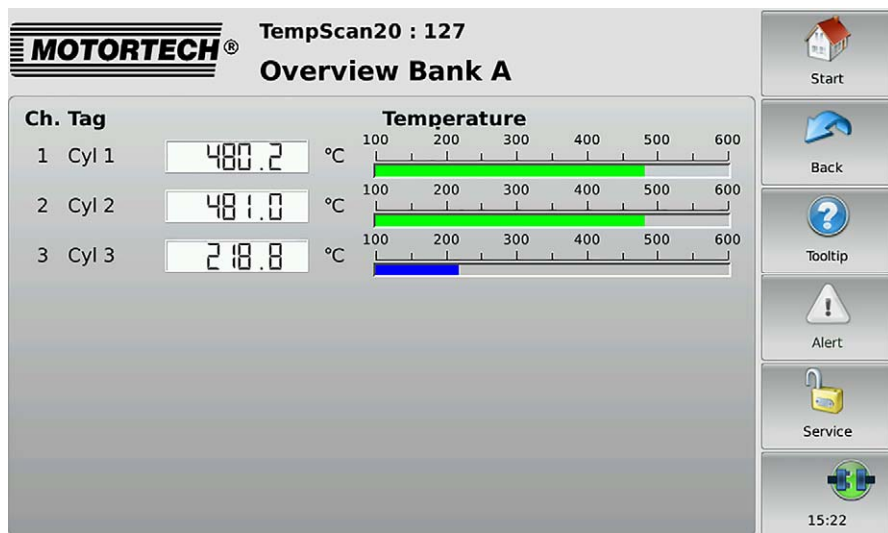 MOTORTECH®
TempScan20 : 127
Overview Bank A
Ch. Tag Temperature
100 200 300 400 500 600
1 Cyl 1 480.2 °C
100 200 300 400 500 600
2 Cyl 2 481.0 °C
100 200 300 400 500 600
3 Cyl 3 218.8 °C
Start
Back
Tooltip
Alert
Service
15:22